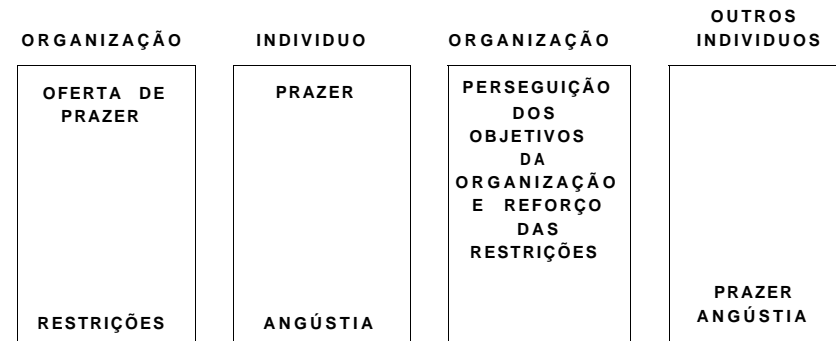 ORGANIZAÇÃO
OFERTA DE
PRAZER
RESTRIÇÕES
INDIVIDUO
PRAZER
ANGÚSTIA
ORGANIZAÇÃO
PERSEGUIÇÃO
DOS
OBJETIVOS
DA
ORGANIZAÇÃO
E REFORÇO
DAS
RESTRIÇÕES
OUTROS
INDIVIDUOS
PRAZER
ANGÚSTIA